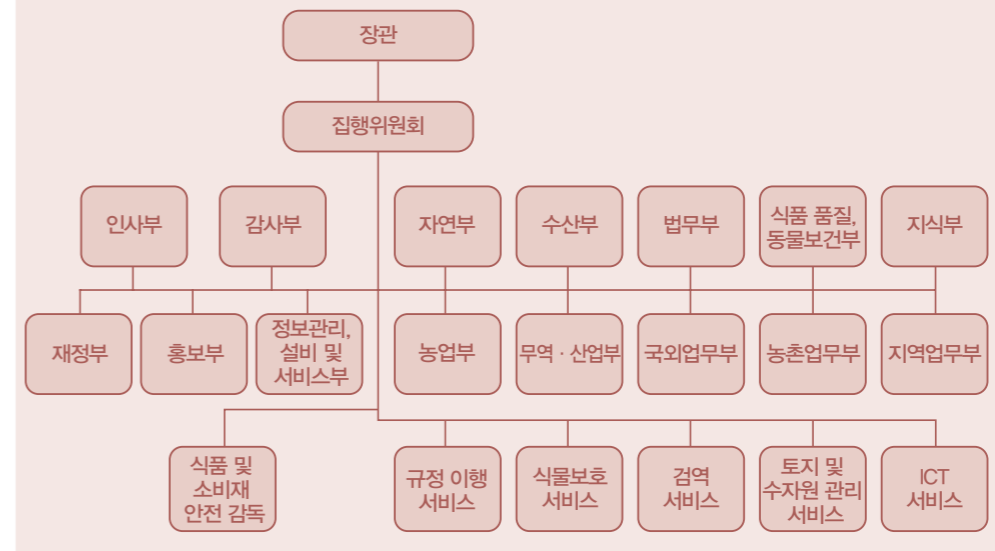 장관
집행위원회
인사부
감사부
자연부
수산부
법무부
식품 품질,
동물보건부
지식부
재정부
홍보부
정보관리,
설비 및
서비스부
농업부
무역 · 산업부
국외업무부
농촌업무부
지역업무부
식품 및
소비재
안전 감독
규정 이행
서비스
식물보호
서비스
검역
서비스
토지 및
수자원 관리
서비스
ICT
서비스